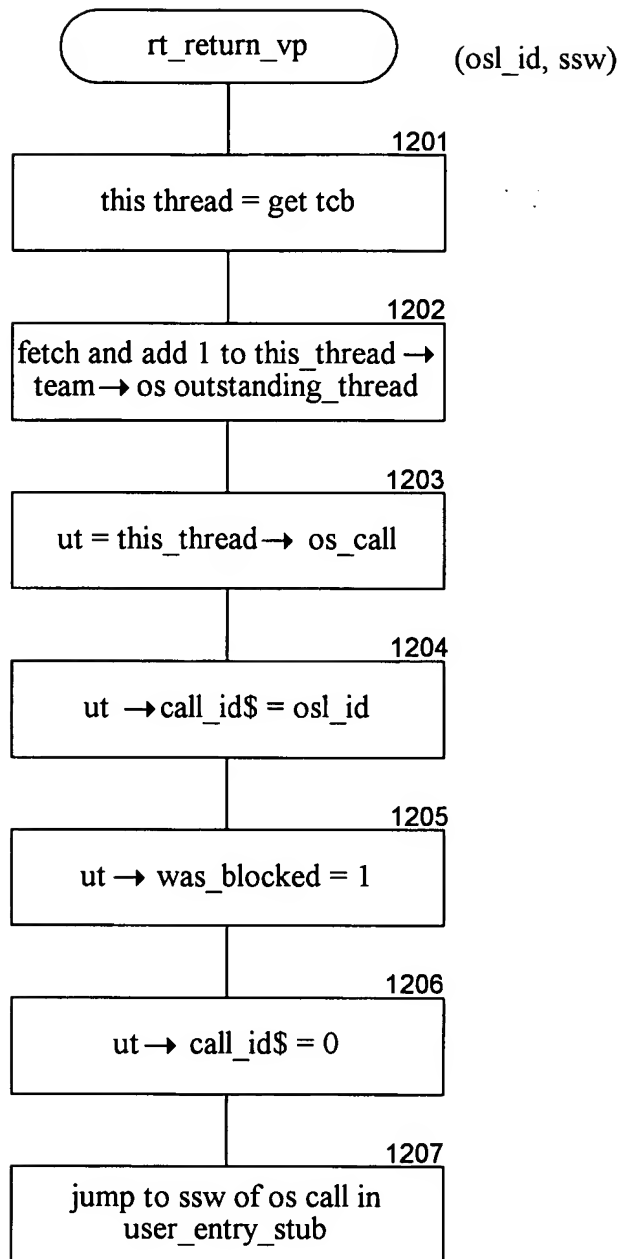 rt_return_vp
(osl_id, ssw)
1201
this thread = get tcb
1202
fetch and add 1 to this_thread →
team → os outstanding_thread
1203
ut = this_thread → os_call
1204
ut → call_id$ = osl_id
1205
ut → was_blocked = 1
1206
ut → call_id$ = 0
1207
jump to ssw of os call in
user_entry_stub